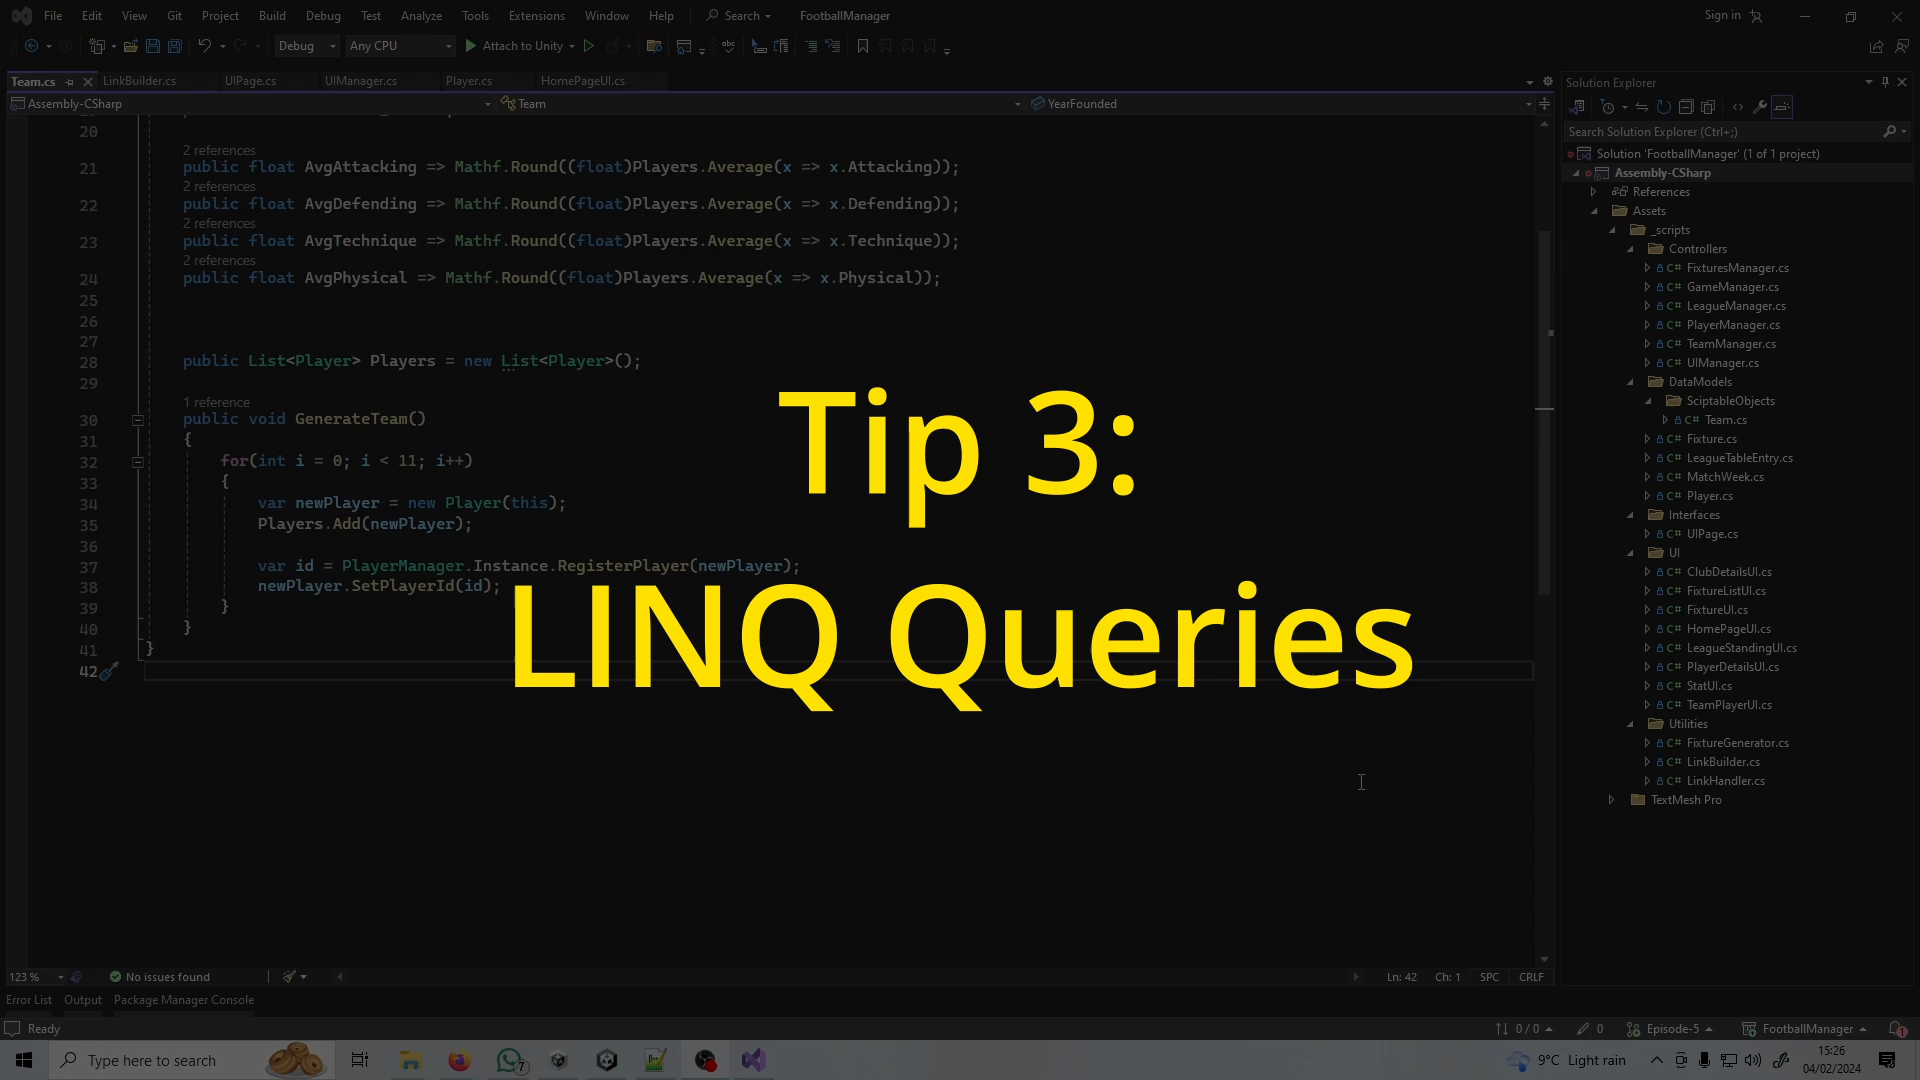 File Edit View Git Project Build Debug Test Analyze Tools Extensions Window Help Search FootballManager Sign in
Debug Any CPU Attach to Unity
Team.cs LinkBuilder.cs UIPage.cs UIManager.cs Player.cs HomePageUI.cs
Assembly-CSharp Team YearFounded
20
2 references
21 public float AvgAttacking => Mathf.Round((float)Players.Average(x => x.Attacking));
2 references
22 public float AvgDefending => Mathf.Round((float)Players.Average(x => x.Defending));
2 references
23 public float AvgTechnique => Mathf.Round((float)Players.Average(x => x.Technique));
2 references
24 public float AvgPhysical => Mathf.Round((float)Players.Average(x => x.Physical));
25
26
27
28 public List<Player> Players = new List<Player>();
29
1 reference
30 public void GenerateTeam()
31 {
32 for(int i = 0; i < 11; i++)
33 {
34 var newPlayer = new Player(this);
35 Players.Add(newPlayer);
36
37 var id = PlayerManager.Instance.RegisterPlayer(newPlayer);
38 newPlayer.SetPlayerId(id);
39 }
40 }
41 }
42
Tip 3:
LINQ Queries
Solution Explorer
Search Solution Explorer (Ctrl+;)
Solution 'FootballManager' (1 of 1 project)
Assembly-CSharp
References
Assets
_scripts
Controllers
C# FixturesManager.cs
C# GameManager.cs
C# LeagueManager.cs
C# PlayerManager.cs
C# TeamManager.cs
C# UIManager.cs
DataModels
SciptableObjects
C# Team.cs
C# Fixture.cs
C# LeagueTableEntry.cs
C# MatchWeek.cs
C# Player.cs
Interfaces
C# UIPage.cs
UI
C# ClubDetailsUI.cs
C# FixtureListUI.cs
C# FixtureUI.cs
C# HomePageUI.cs
C# LeagueStandingUI.cs
C# PlayerDetailsUI.cs
C# StatUI.cs
C# TeamPlayerUI.cs
Utilities
C# FixtureGenerator.cs
C# LinkBuilder.cs
C# LinkHandler.cs
TextMesh Pro
123 % No issues found Ln: 42 Ch: 1 SPC CRLF
Error List Output Package Manager Console
Ready 0 / 0 0 Episode-5 FootballManager 1
Type here to search 7 9°C Light rain 15:26
04/02/2024